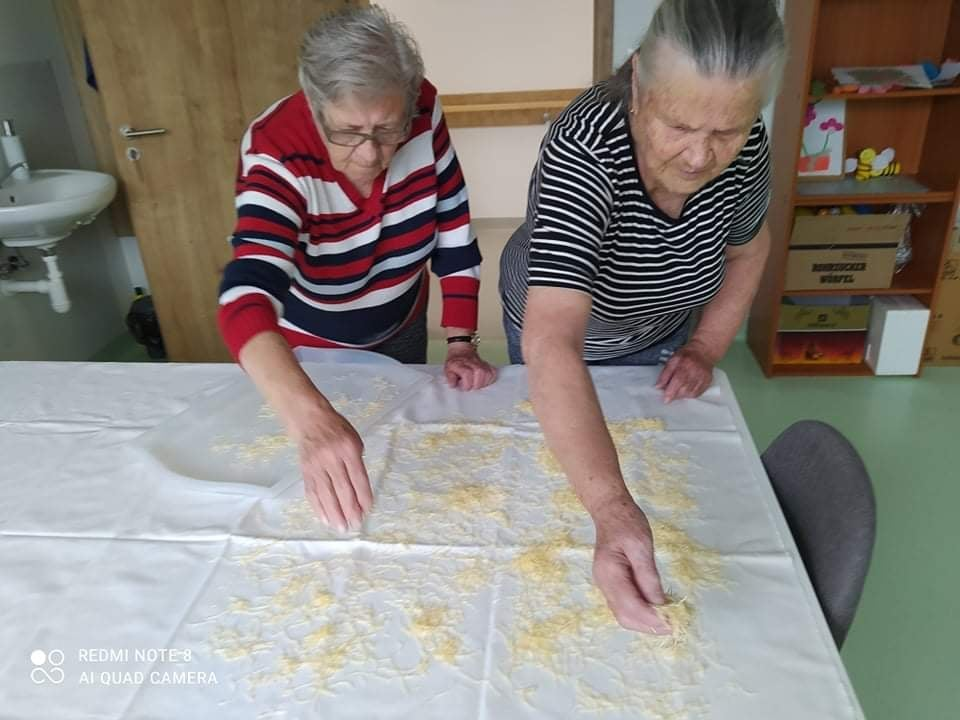 ROHRZUCKER
WÜRFEL
REDMI NOTE 8
AI QUAD CAMERA